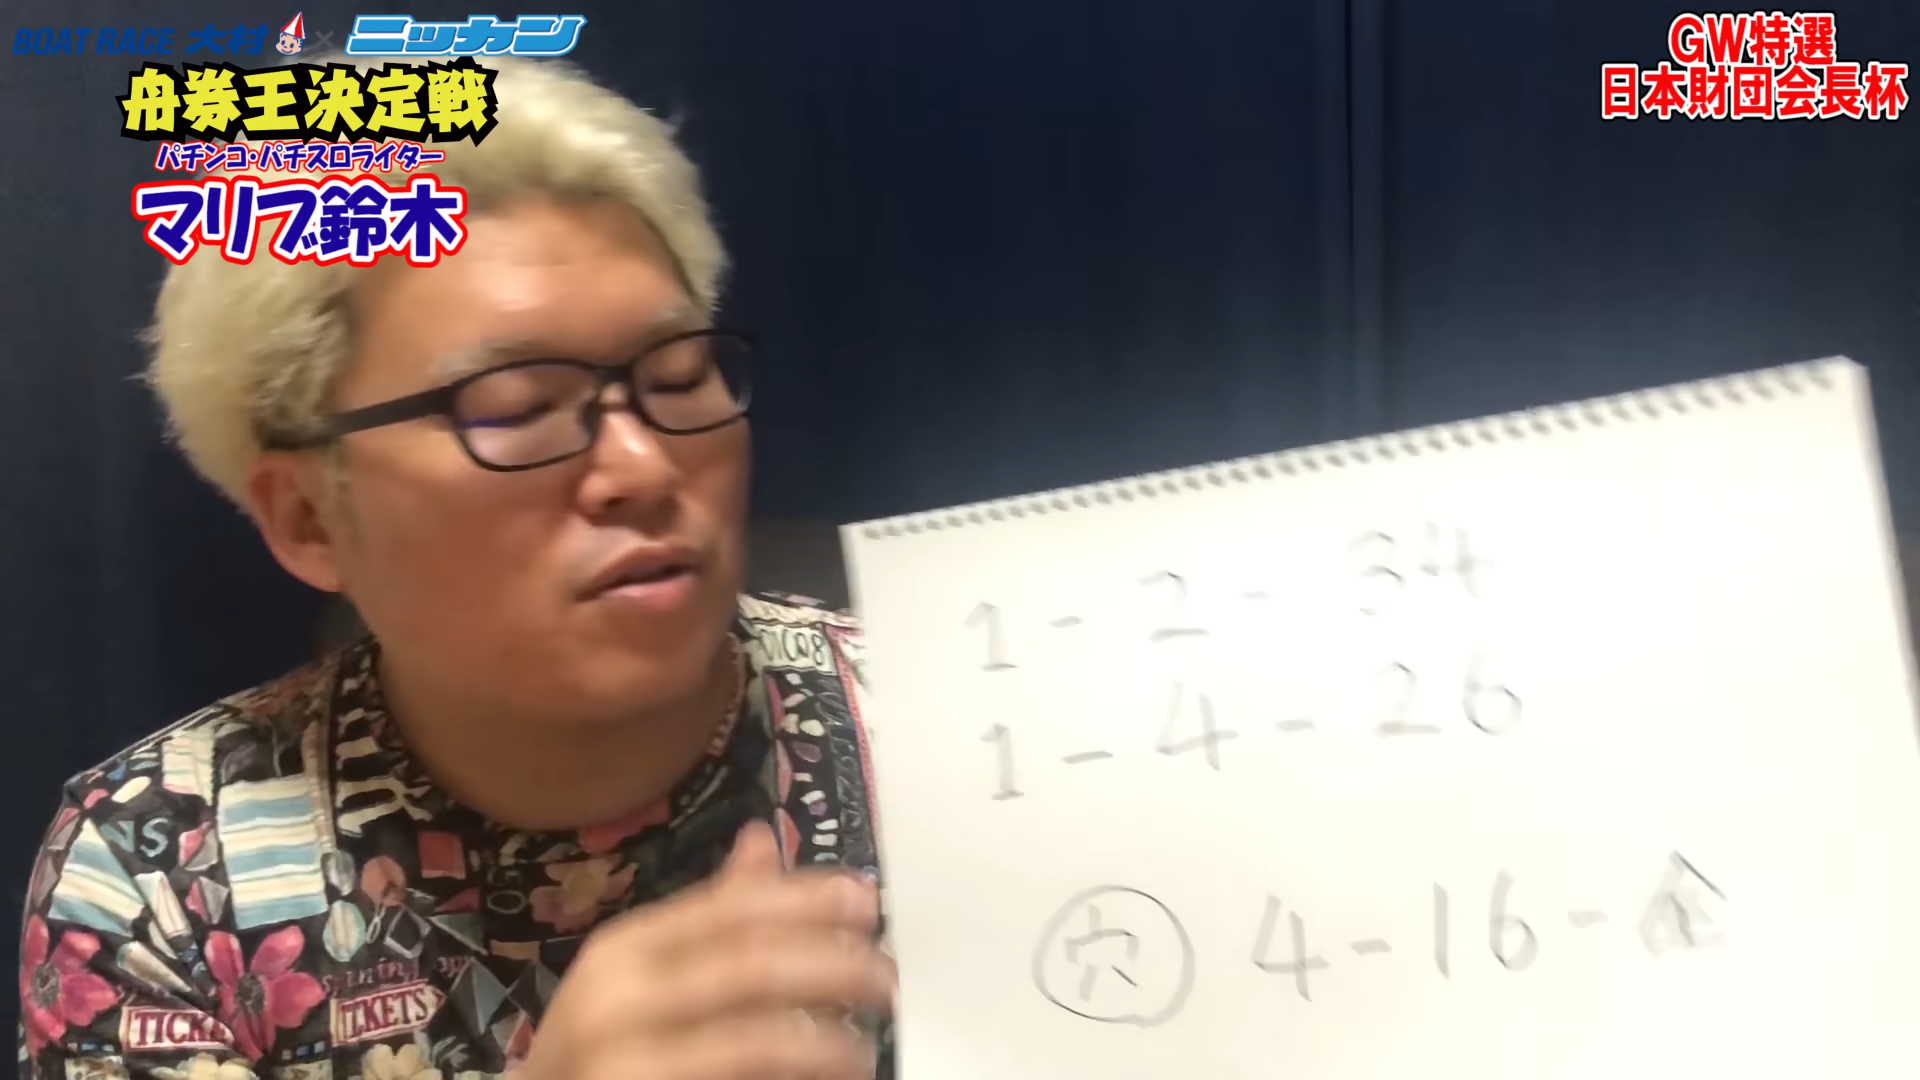 BOAT RACE 大村 × ニッカン
舟券王決定戦
パチンコ・パチスロライター
マリブ鈴木
GW特選
日本財団会長杯
1-2-34
1-4-26
穴 4-16-全
TICKETS